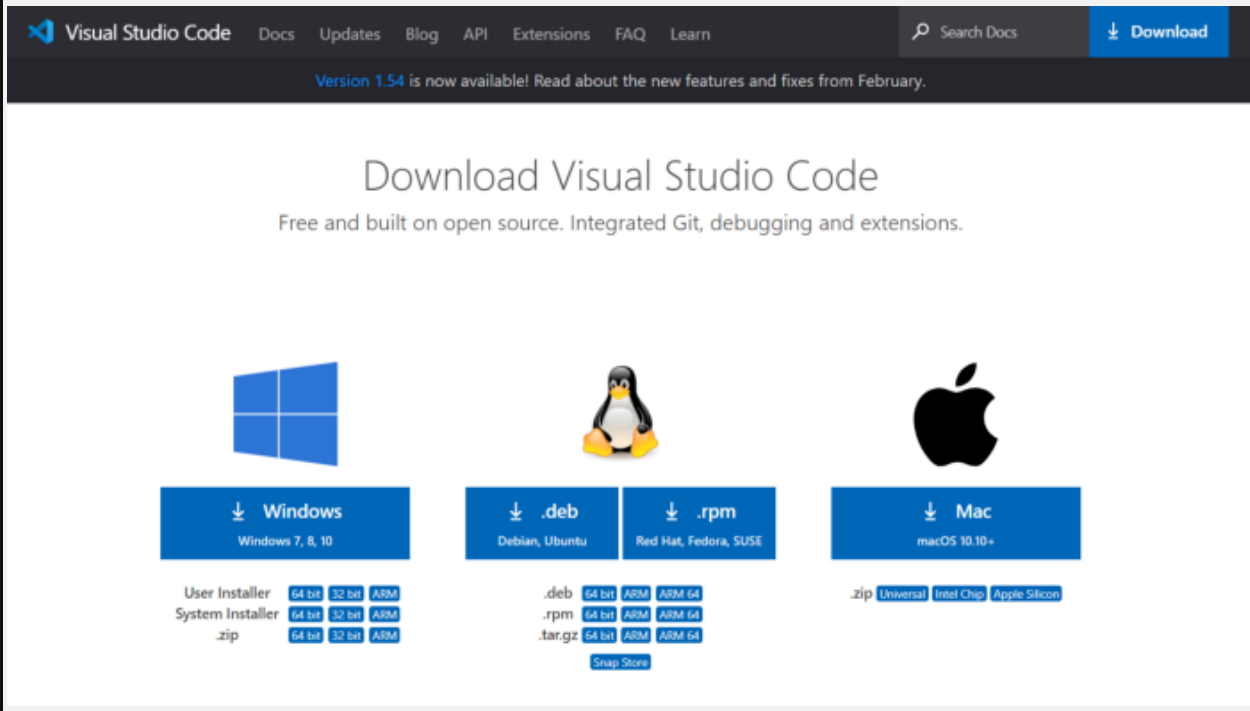 Visual Studio Code Docs Updates Blog API Extensions FAQ Learn Search Docs Download
Version 1.54 is now available! Read about the new features and fixes from February.
Download Visual Studio Code
Free and built on open source. Integrated Git, debugging and extensions.
Windows
Windows 7, 8, 10
User Installer 64 bit 32 bit ARM
System Installer 64 bit 32 bit ARM
.zip 64 bit 32 bit ARM
.deb
Debian, Ubuntu
.rpm
Red Hat, Fedora, SUSE
.deb 64 bit ARM ARM 64
.rpm 64 bit ARM ARM 64
.tar.gz 64 bit ARM ARM 64
Snap Store
Mac
macOS 10.10+
.zip Universal Intel Chip Apple Silicon